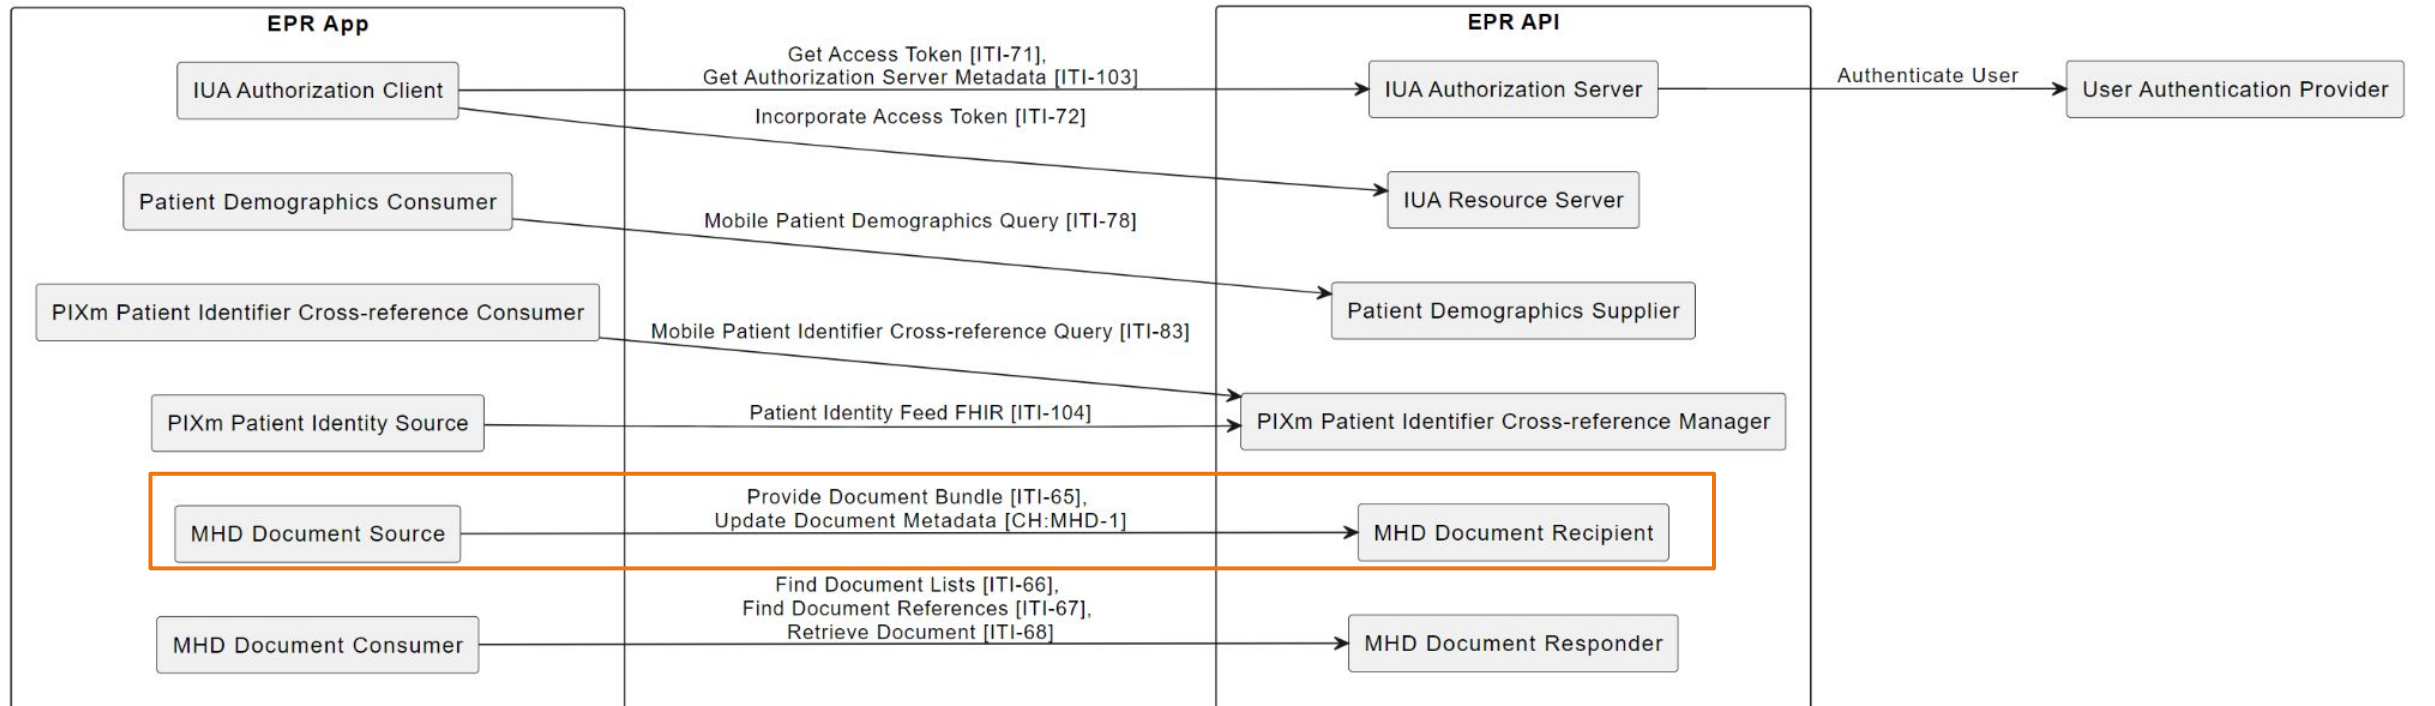 EPR App
EPR API
Get Access Token [ITI-71],
Get Authorization Server Metadata [ITI-103]
IUA Authorization Client
IUA Authorization Server
Authenticate User
User Authentication Provider
Incorporate Access Token [ITI-72]
IUA Resource Server
Patient Demographics Consumer
Mobile Patient Demographics Query [ITI-78]
Patient Demographics Supplier
PIXm Patient Identifier Cross-reference Consumer
Mobile Patient Identifier Cross-reference Query [ITI-83]
PIXm Patient Identity Source
Patient Identity Feed FHIR [ITI-104]
PIXm Patient Identifier Cross-reference Manager
Provide Document Bundle [ITI-65],
Update Document Metadata [CH:MHD-1]
MHD Document Source
MHD Document Recipient
Find Document Lists [ITI-66],
Find Document References [ITI-67],
Retrieve Document [ITI-68]
MHD Document Consumer
MHD Document Responder